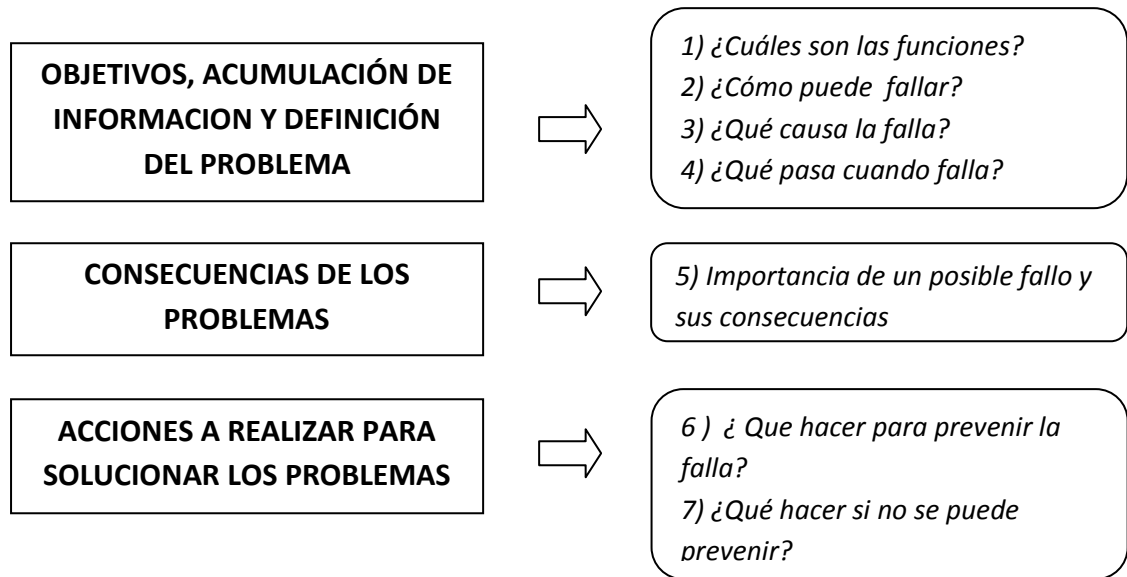 OBJETIVOS, ACUMULACIÓN DE
INFORMACION Y DEFINICIÓN
DEL PROBLEMA
1) ¿Cuáles son las funciones?
2) ¿Cómo puede fallar?
3) ¿Qué causa la falla?
4) ¿Qué pasa cuando falla?
CONSECUENCIAS DE LOS
PROBLEMAS
5) Importancia de un posible fallo y
sus consecuencias
ACCIONES A REALIZAR PARA
SOLUCIONAR LOS PROBLEMAS
6 ) ¿ Que hacer para prevenir la
falla?
7) ¿Qué hacer si no se puede
prevenir?